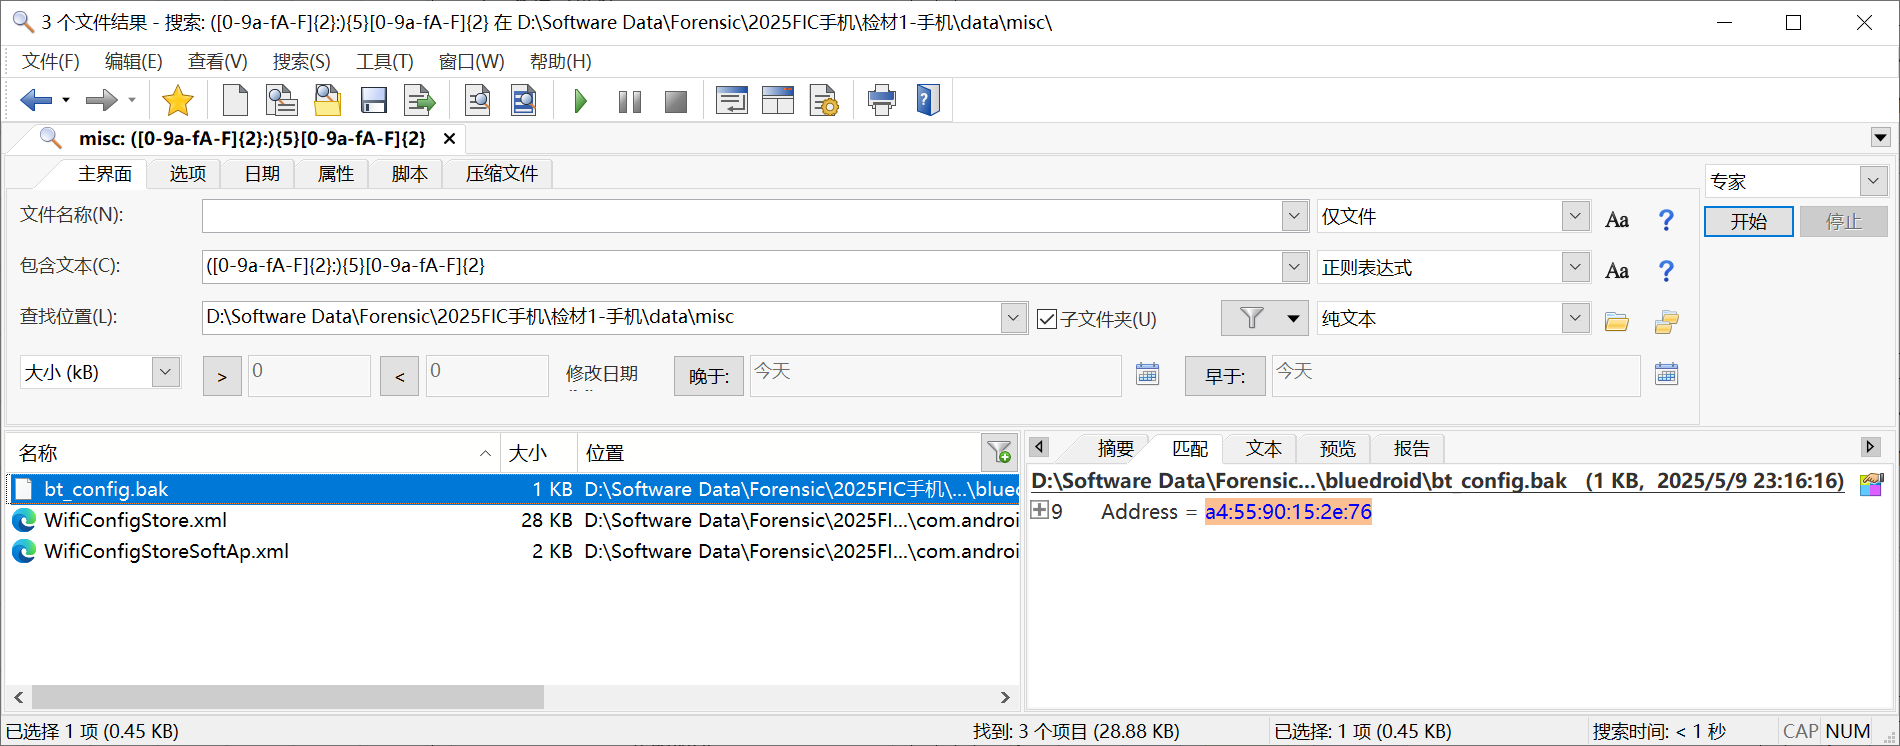 3 个文件结果 - 搜索: ([0-9a-fA-F]{2}:){5}[0-9a-fA-F]{2} 在 D:\Software Data\Forensic\2025FIC手机\检材1-手机\data\misc\
文件(F) 编辑(E) 查看(V) 搜索(S) 工具(T) 窗口(W) 帮助(H)
misc: ([0-9a-fA-F]{2}:){5}[0-9a-fA-F]{2}
主界面 选项 日期 属性 脚本 压缩文件
专家
文件名称(N): 仅文件 Aa ?
开始 停止
包含文本(C): ([0-9a-fA-F]{2}:){5}[0-9a-fA-F]{2} 正则表达式 Aa ?
查找位置(L): D:\Software Data\Forensic\2025FIC手机\检材1-手机\data\misc 子文件夹(U) 纯文本
大小 (kB) > 0 < 0 修改日期 晚于: 今天 早于: 今天
名称 大小 位置
摘要 匹配 文本 预览 报告
bt_config.bak 1 KB D:\Software Data\Forensic\2025FIC手机\...\blued
WifiConfigStore.xml 28 KB D:\Software Data\Forensic\2025FI...\com.androi
WifiConfigStoreSoftAp.xml 2 KB D:\Software Data\Forensic\2025FI...\com.androi
D:\Software Data\Forensic...\bluedroid\bt_config.bak (1 KB, 2025/5/9 23:16:16)
9 Address = a4:55:90:15:2e:76
已选择 1 项 (0.45 KB) 找到: 3 个项目 (28.88 KB) 已选择: 1 项 (0.45 KB) 搜索时间: < 1 秒 CAP NUM